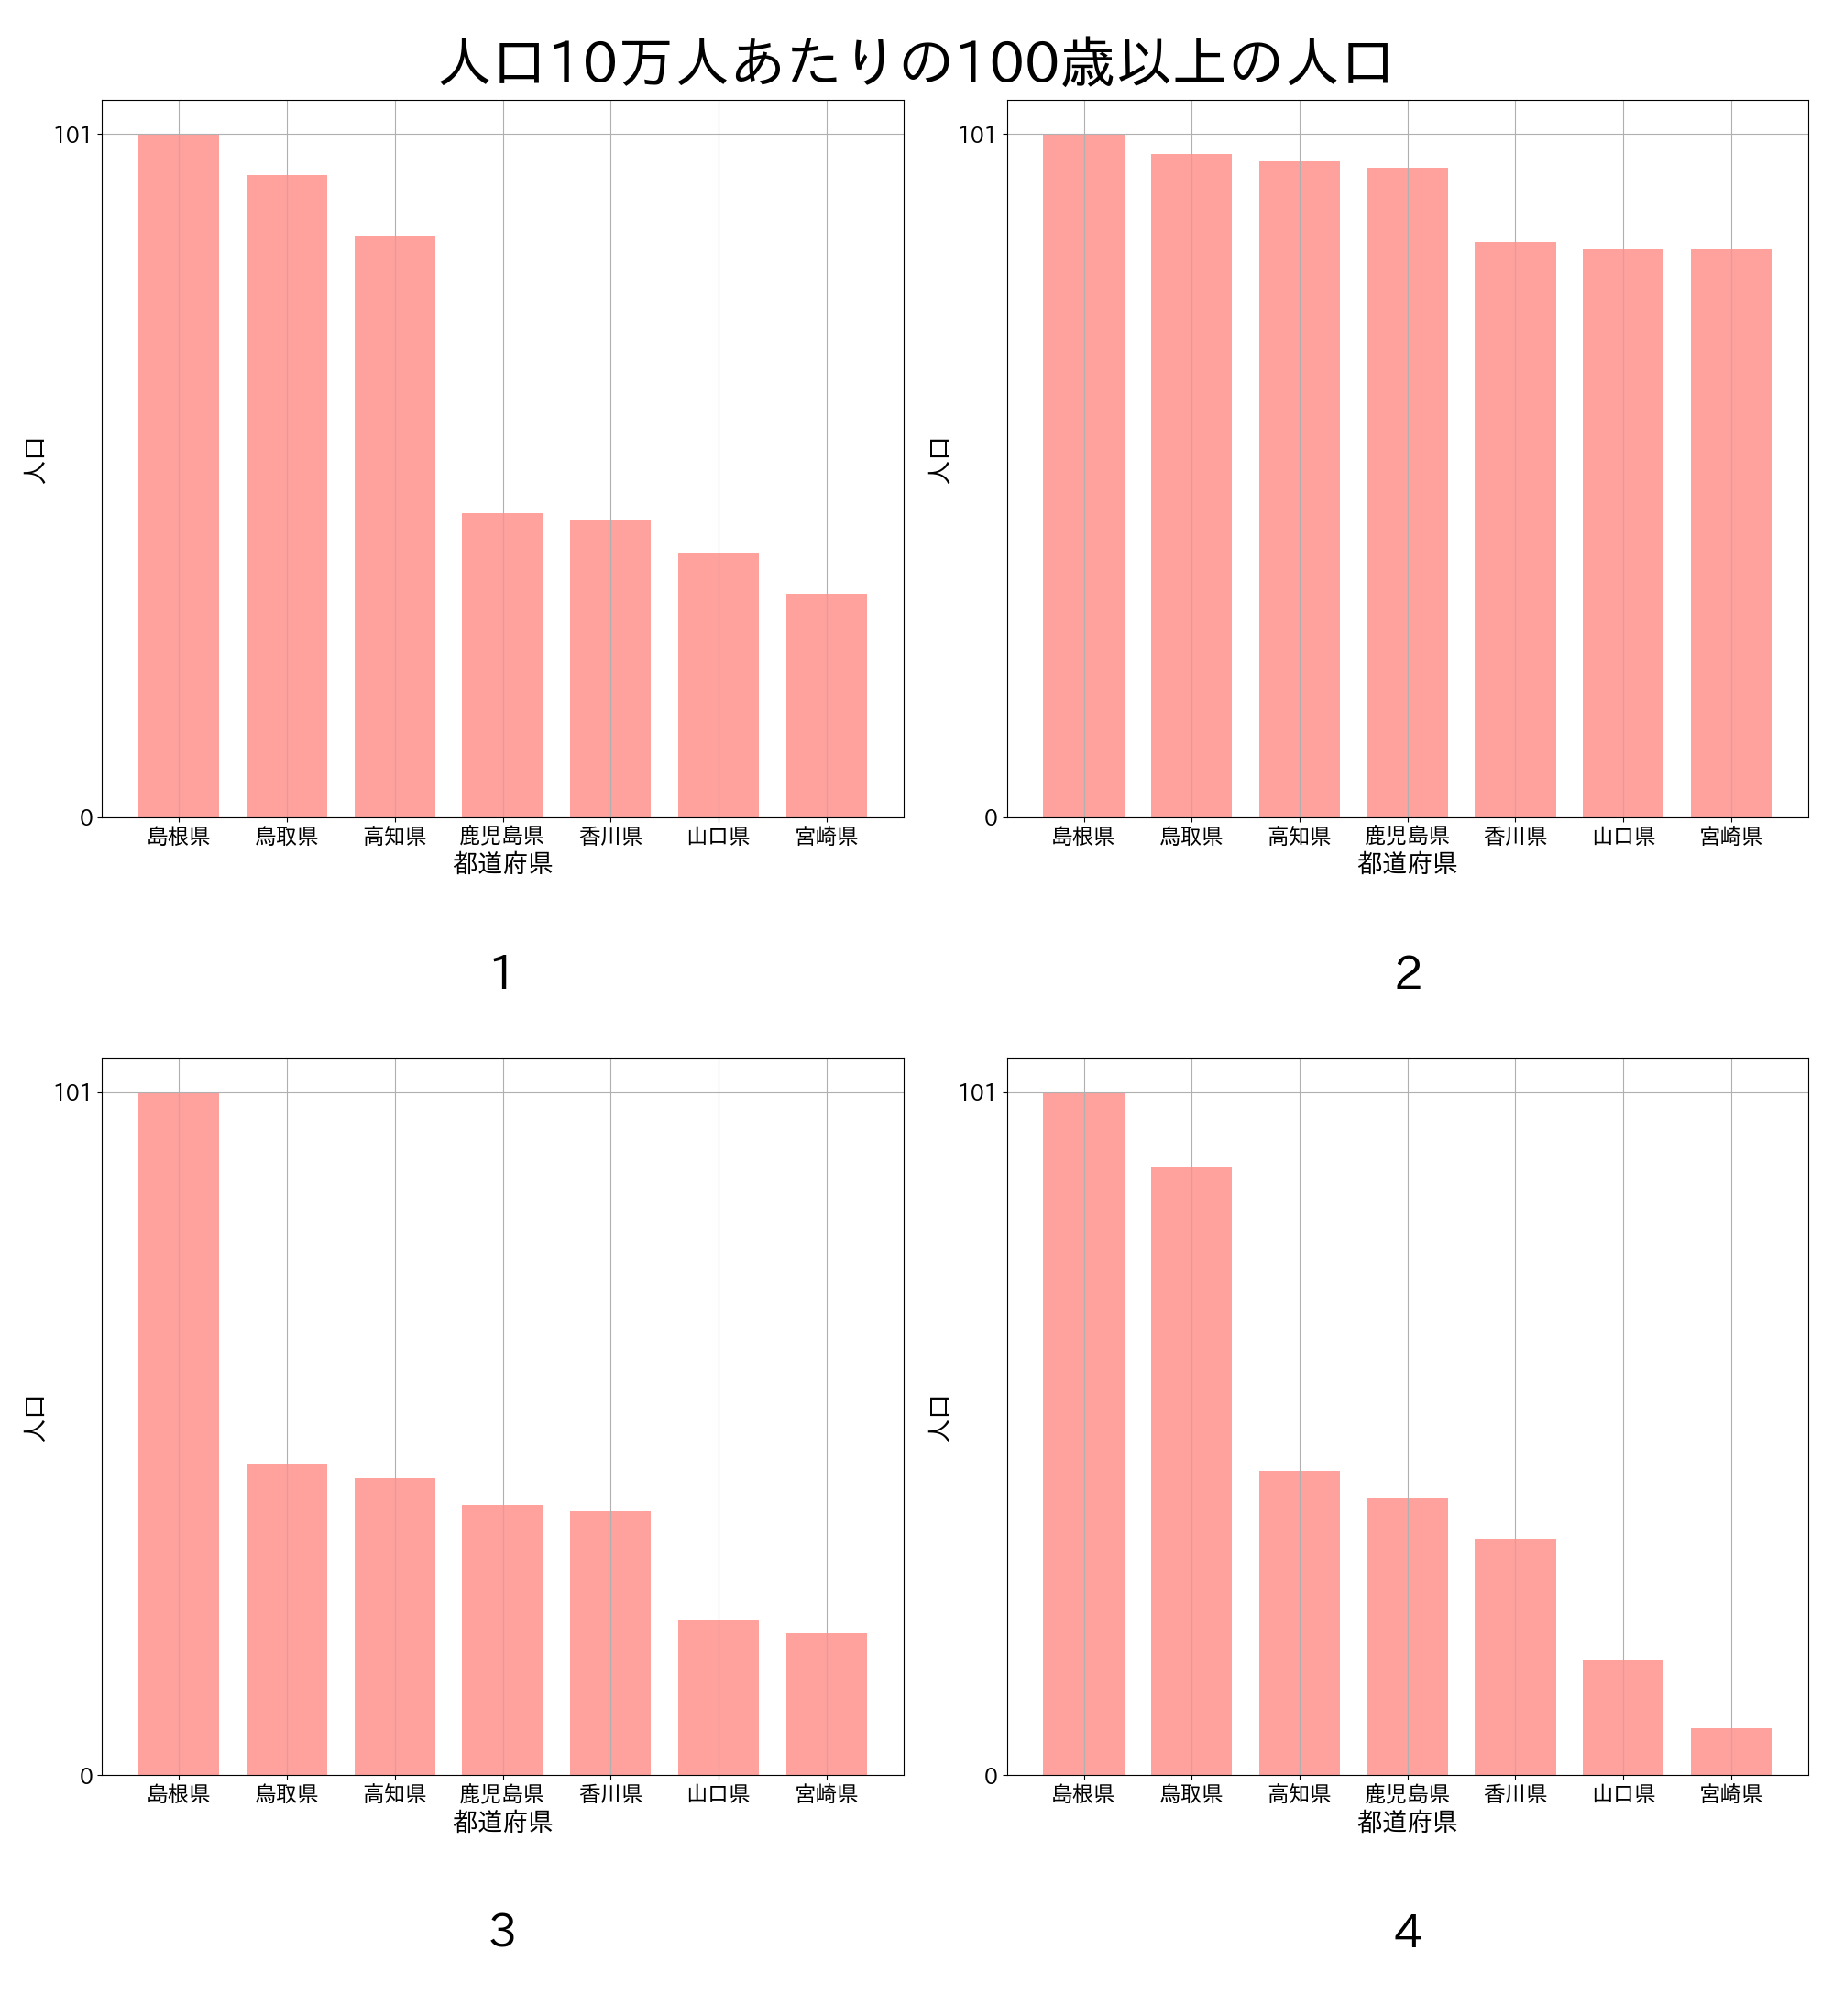 人口10万人あたりの100歳以上の人口
101
0
人口
島根県 鳥取県 高知県 鹿児島県 香川県 山口県 宮崎県
都道府県
1
101
0
人口
島根県 鳥取県 高知県 鹿児島県 香川県 山口県 宮崎県
都道府県
2
101
0
人口
島根県 鳥取県 高知県 鹿児島県 香川県 山口県 宮崎県
都道府県
3
101
0
人口
島根県 鳥取県 高知県 鹿児島県 香川県 山口県 宮崎県
都道府県
4